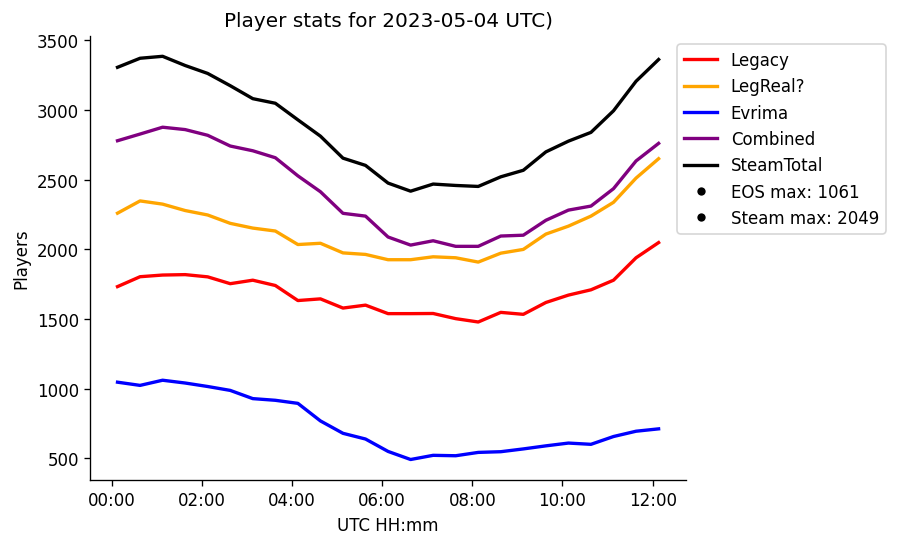 Player stats for 2023-05-04 UTC)
3500
3000
2500
2000
1500
1000
500
Players
00:00 02:00 04:00 06:00 08:00 10:00 12:00
UTC HH:mm
Legacy
LegReal?
Evrima
Combined
SteamTotal
EOS max: 1061
Steam max: 2049